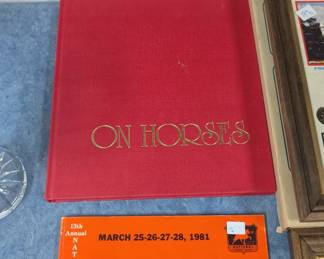 ON HORSES
13th
Annual
N
A
T
MARCH 25-26-27-28, 1981